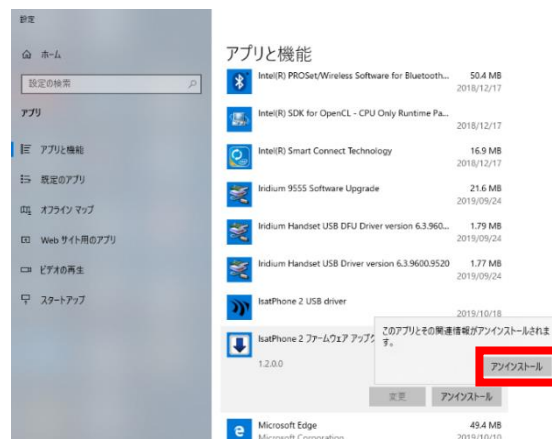 設定
ホーム
設定の検索
アプリ
アプリと機能
既定のアプリ
オフライン マップ
Web サイト用のアプリ
ビデオの再生
スタートアップ
アプリと機能
Intel(R) PROSet/Wireless Software for Bluetooth... 50.4 MB
2018/12/17
Intel(R) SDK for OpenCL - CPU Only Runtime Pa...
2018/12/17
Intel(R) Smart Connect Technology 16.9 MB
2018/12/17
Iridium 9555 Software Upgrade 21.6 MB
2019/09/24
Iridium Handset USB DFU Driver version 6.3.960... 1.79 MB
2019/09/24
Iridium Handset USB Driver version 6.3.9600.9520 1.77 MB
2019/09/24
IsatPhone 2 USB driver
2019/10/18
IsatPhone 2 ファームウェア アップク
1.2.0.0
このアプリとその関連情報がアンインストールされま
す。
アンインストール
変更 アンインストール
Microsoft Edge 49.4 MB
Microsoft Corporation 2019/10/10